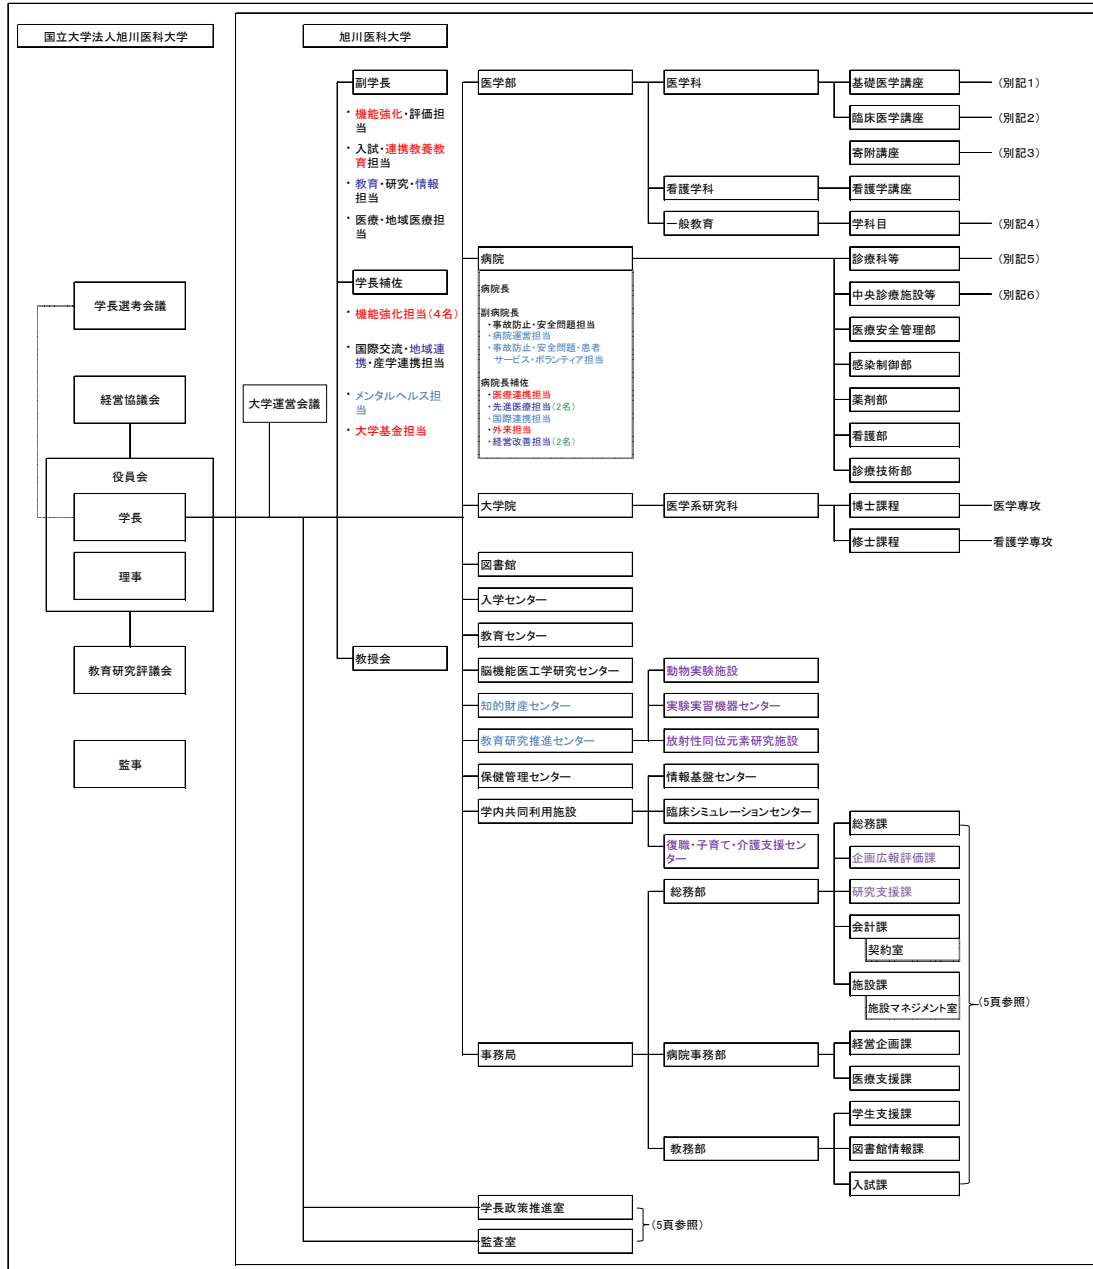 国立大学法人旭川医科大学
旭川医科大学
副学長
・機能強化・評価担
当
・入試・連携教養教
育担当
・教育・研究・情報
担当
・医療・地域医療担
当
学長補佐
・機能強化担当(4名)
・国際交流・地域連
携・産学連携担当
・メンタルヘルス担
当
・大学基金担当
教授会
学長選考会議
経営協議会
役員会
学長
理事
教育研究評議会
監事
大学運営会議
医学部
医学科
基礎医学講座
(別記1)
臨床医学講座
(別記2)
寄附講座
(別記3)
看護学科
看護学講座
一般教育
学科目
(別記4)
病院
病院長
副病院長
・事故防止・安全問題担当
・病院運営担当
・事故防止・安全問題・患者
サービス・ボランティア担当
病院長補佐
・医療連携担当
・先進医療担当(2名)
・国際連携担当
・外来担当
・経営改善担当(2名)
診療科等
(別記5)
中央診療施設等
(別記6)
医療安全管理部
感染制御部
薬剤部
看護部
診療技術部
大学院
医学系研究科
博士課程
医学専攻
修士課程
看護学専攻
図書館
入学センター
教育センター
脳機能医工学研究センター
知的財産センター
教育研究推進センター
動物実験施設
実験実習機器センター
放射性同位元素研究施設
保健管理センター
学内共同利用施設
情報基盤センター
臨床シミュレーションセンター
復職・子育て・介護支援セン
ター
事務局
総務部
総務課
企画広報評価課
研究支援課
会計課
契約室
施設課
施設マネジメント室
(5頁参照)
病院事務部
経営企画課
医療支援課
教務部
学生支援課
図書館情報課
入試課
学長政策推進室
監査室
(5頁参照)